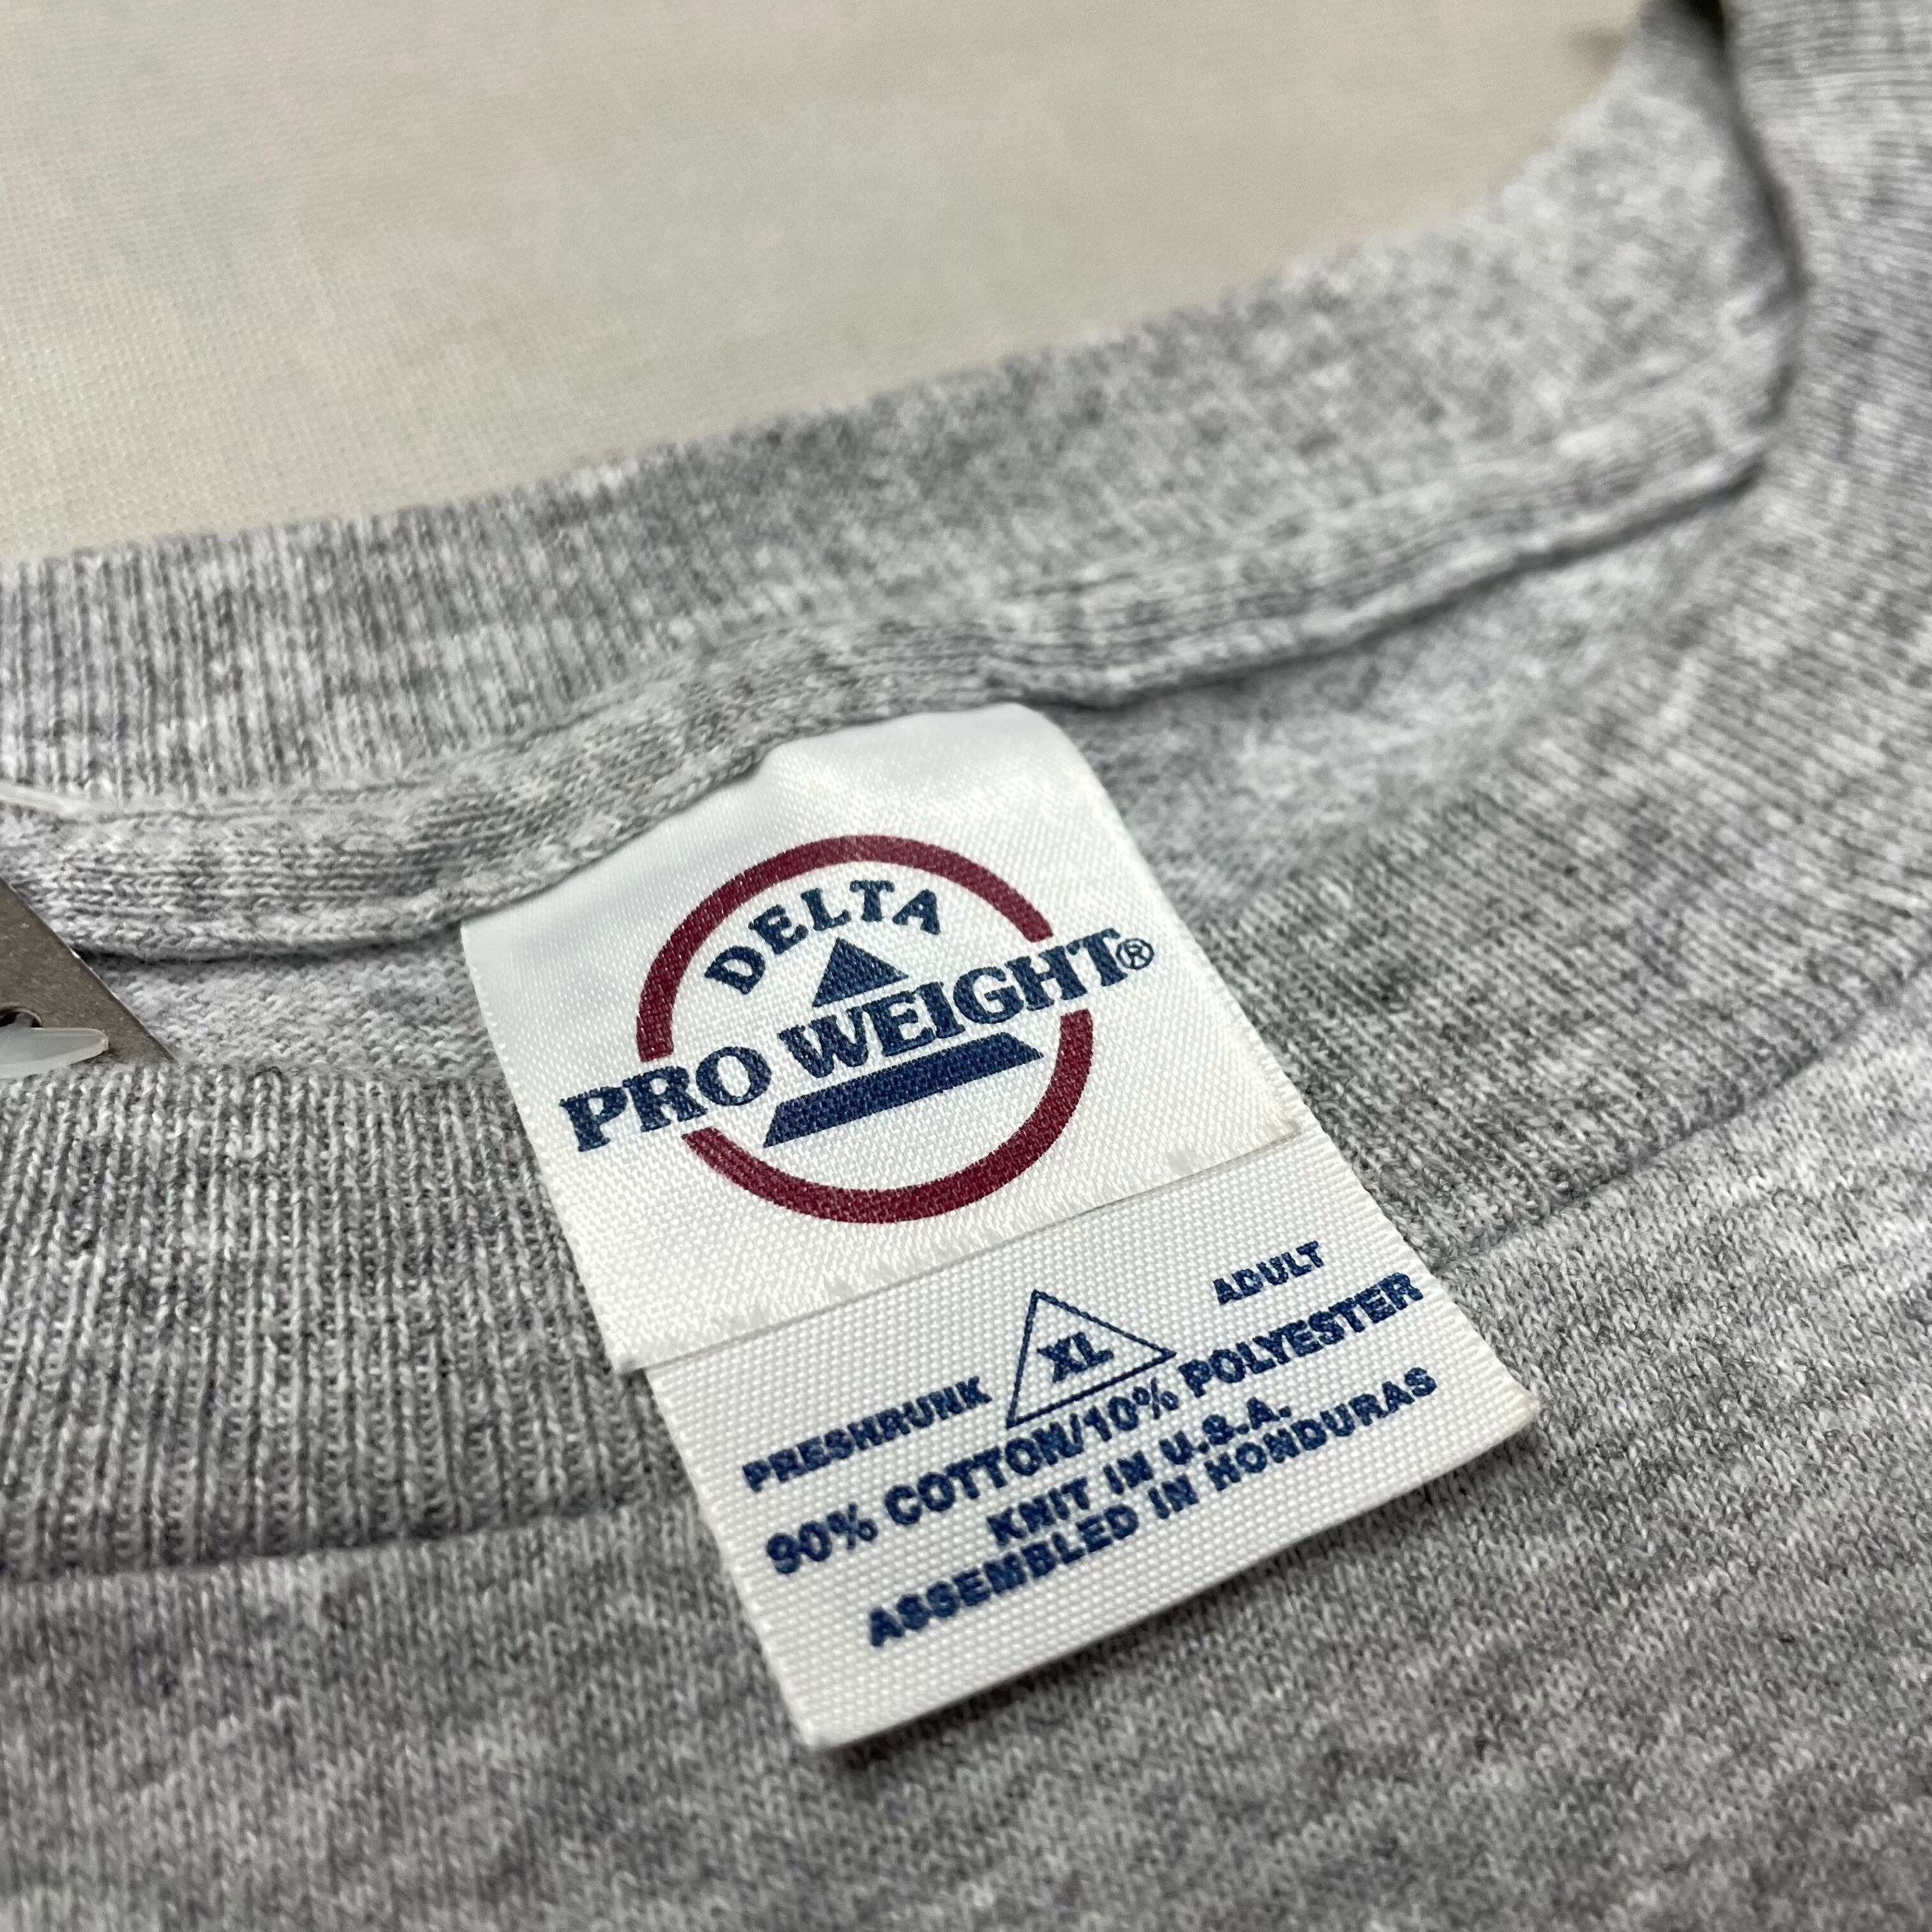 DELTA
PRO WEIGHT®
ADULT
XL
PRESHRUNK
90% COTTON/10% POLYESTER
KNIT IN U.S.A.
ASSEMBLED IN HONDURAS